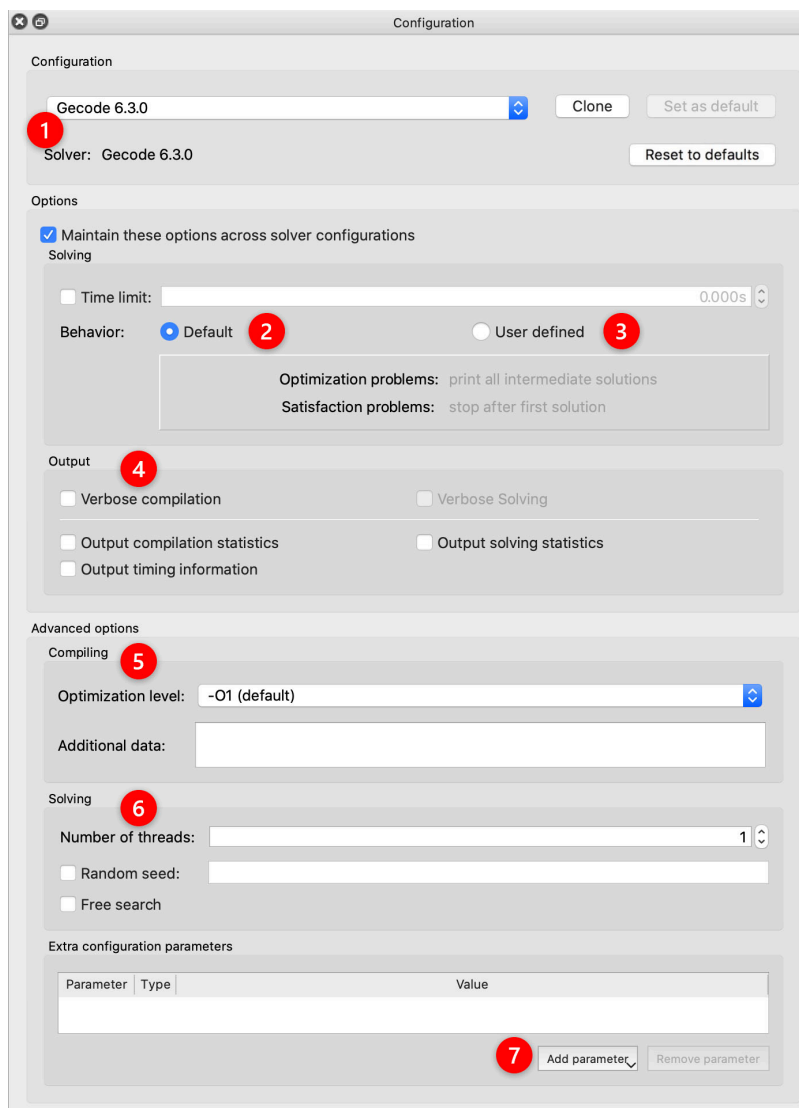 Configuration
Configuration
Gecode 6.3.0 Clone Set as default
1
Solver: Gecode 6.3.0 Reset to defaults
Options
Maintain these options across solver configurations
Solving
Time limit: 0.000s
Behavior: Default 2 User defined 3
Optimization problems: print all intermediate solutions
Satisfaction problems: stop after first solution
Output 4
Verbose compilation Verbose Solving
Output compilation statistics Output solving statistics
Output timing information
Advanced options
Compiling 5
Optimization level: -O1 (default)
Additional data:
Solving 6
Number of threads: 1
Random seed:
Free search
Extra configuration parameters
Parameter Type Value
7 Add parameter Remove parameter